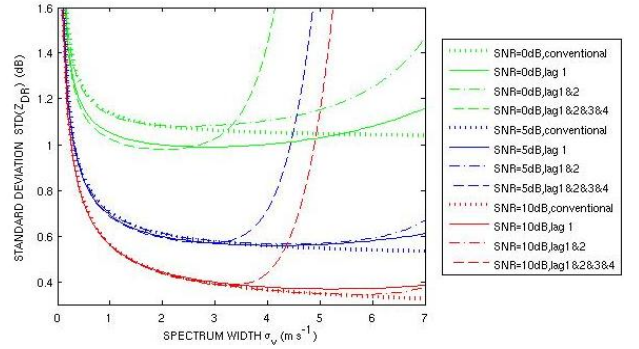 STANDARD DEVIATION STD(Z_DR) (dB)
1.6
1.4
1.2
1
0.8
0.6
0.4
0 1 2 3 4 5 6 7
SPECTRUM WIDTH σ_v (m s⁻¹)
SNR=0dB,conventional
SNR=0dB,lag 1
SNR=0dB,lag1&2
SNR=0dB,lag1&2&3&4
SNR=5dB,conventional
SNR=5dB,lag 1
SNR=5dB,lag1&2
SNR=5dB,lag1&2&3&4
SNR=10dB,conventional
SNR=10dB,lag 1
SNR=10dB,lag1&2
SNR=10dB,lag1&2&3&4